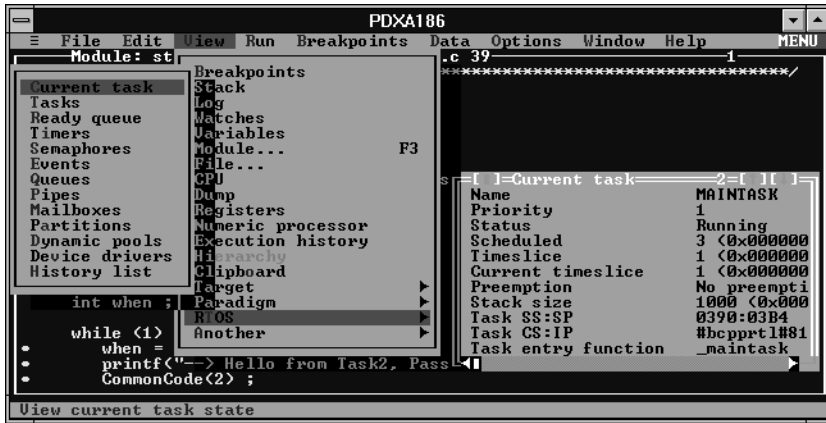 PDXA186
≡ File Edit View Run Breakpoints Data Options Window Help MENU
Module: st
.c 39
1
*********************************/
Current task
Tasks
Ready queue
Timers
Semaphores
Events
Queues
Pipes
Mailboxes
Partitions
Dynamic pools
Device drivers
History list
Breakpoints
Stack
Log
Watches
Variables
Module... F3
File...
CPU
Dump
Registers
Numeric processor
Execution history
Hierarchy
Clipboard
Target
Paradigm
RTOS
Another
s
=[ ]=Current task=2=[ ][ ]=
Name MAINTASK
Priority 1
Status Running
Scheduled 3 (0x000000
Timeslice 1 (0x000000
Current timeslice 1 (0x000000
Preemption No preempti
Stack size 1000 (0x000
Task SS:SP 0390:03B4
Task CS:IP #bcpprtl#81
Task entry function _maintask
int when ;
while (1)
when =
printf("--> Hello from Task2, Pass
CommonCode(2) ;
View current task state